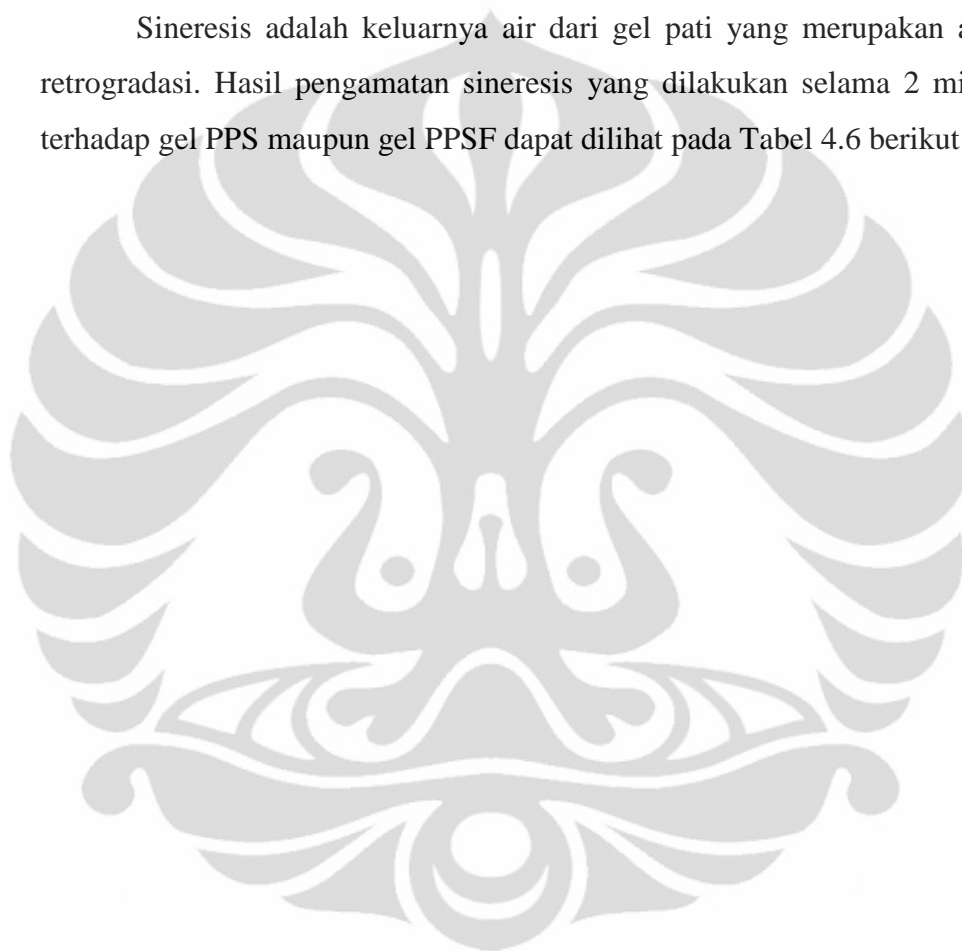 Sineresis adalah keluarnya air dari gel pati yang merupakan
retrogradasi. Hasil pengamatan sineresis yang dilakukan selama 2
terhadap gel PPS maupun gel PPSF dapat dilihat pada Tabel 4.6 berikut